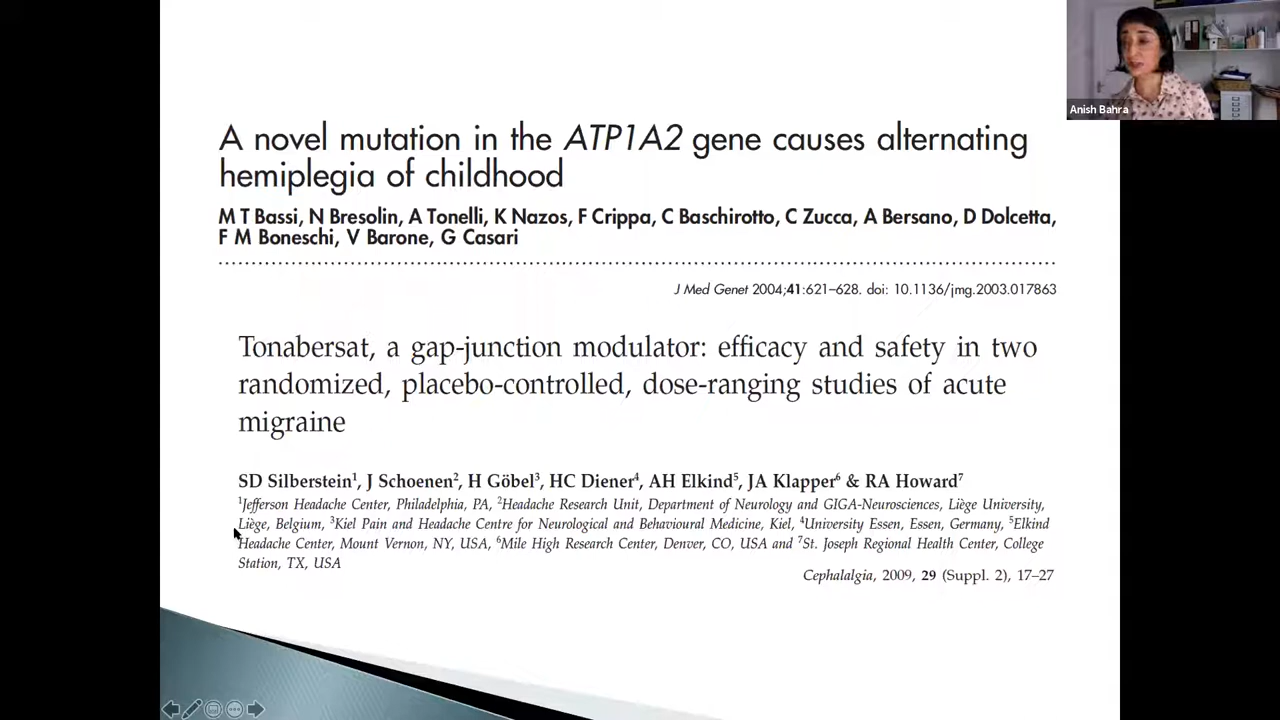 Anish Bahra
A novel mutation in the ATP1A2 gene causes alternating
hemiplegia of childhood
M T Bassi, N Bresolin, A Tonelli, K Nazos, F Crippa, C Baschirotto, C Zucca, A Bersano, D Dolcetta,
F M Boneschi, V Barone, G Casari
J Med Genet 2004;41:621–628. doi: 10.1136/jmg.2003.017863
Tonabersat, a gap-junction modulator: efficacy and safety in two
randomized, placebo-controlled, dose-ranging studies of acute
migraine
SD Silberstein¹, J Schoenen², H Göbel³, HC Diener⁴, AH Elkind⁵, JA Klapper⁶ & RA Howard⁷
¹Jefferson Headache Center, Philadelphia, PA, ²Headache Research Unit, Department of Neurology and GIGA-Neurosciences, Liège University,
Liège, Belgium, ³Kiel Pain and Headache Centre for Neurological and Behavioural Medicine, Kiel, ⁴University Essen, Essen, Germany, ⁵Elkind
Headache Center, Mount Vernon, NY, USA, ⁶Mile High Research Center, Denver, CO, USA and ⁷St. Joseph Regional Health Center, College
Station, TX, USA
Cephalalgia, 2009, 29 (Suppl. 2), 17–27